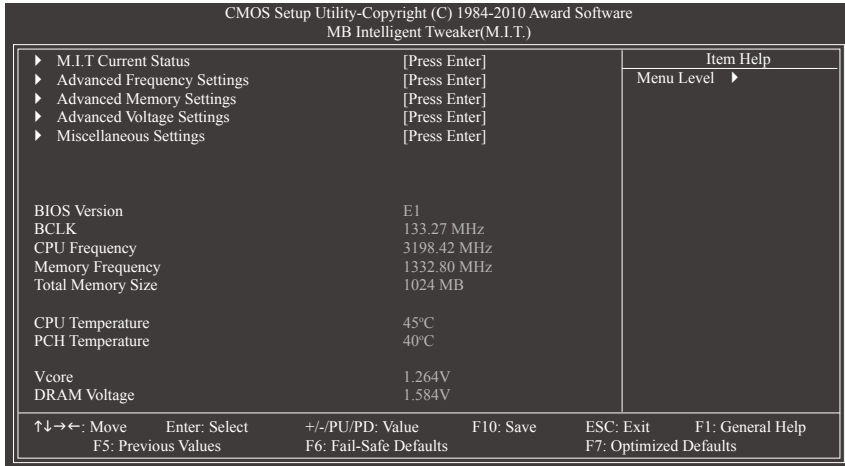 CMOS Setup Utility-Copyright (C) 1984-2010 Award Software
MB Intelligent Tweaker(M.I.T.)
▶ M.I.T Current Status [Press Enter]
▶ Advanced Frequency Settings [Press Enter]
▶ Advanced Memory Settings [Press Enter]
▶ Advanced Voltage Settings [Press Enter]
▶ Miscellaneous Settings [Press Enter]
Item Help
Menu Level ▶
BIOS Version E1
BCLK 133.27 MHz
CPU Frequency 3198.42 MHz
Memory Frequency 1332.80 MHz
Total Memory Size 1024 MB
CPU Temperature 45°C
PCH Temperature 40°C
Vcore 1.264V
DRAM Voltage 1.584V
↑↓→←: Move Enter: Select +/-/PU/PD: Value F10: Save ESC: Exit F1: General Help
F5: Previous Values F6: Fail-Safe Defaults F7: Optimized Defaults